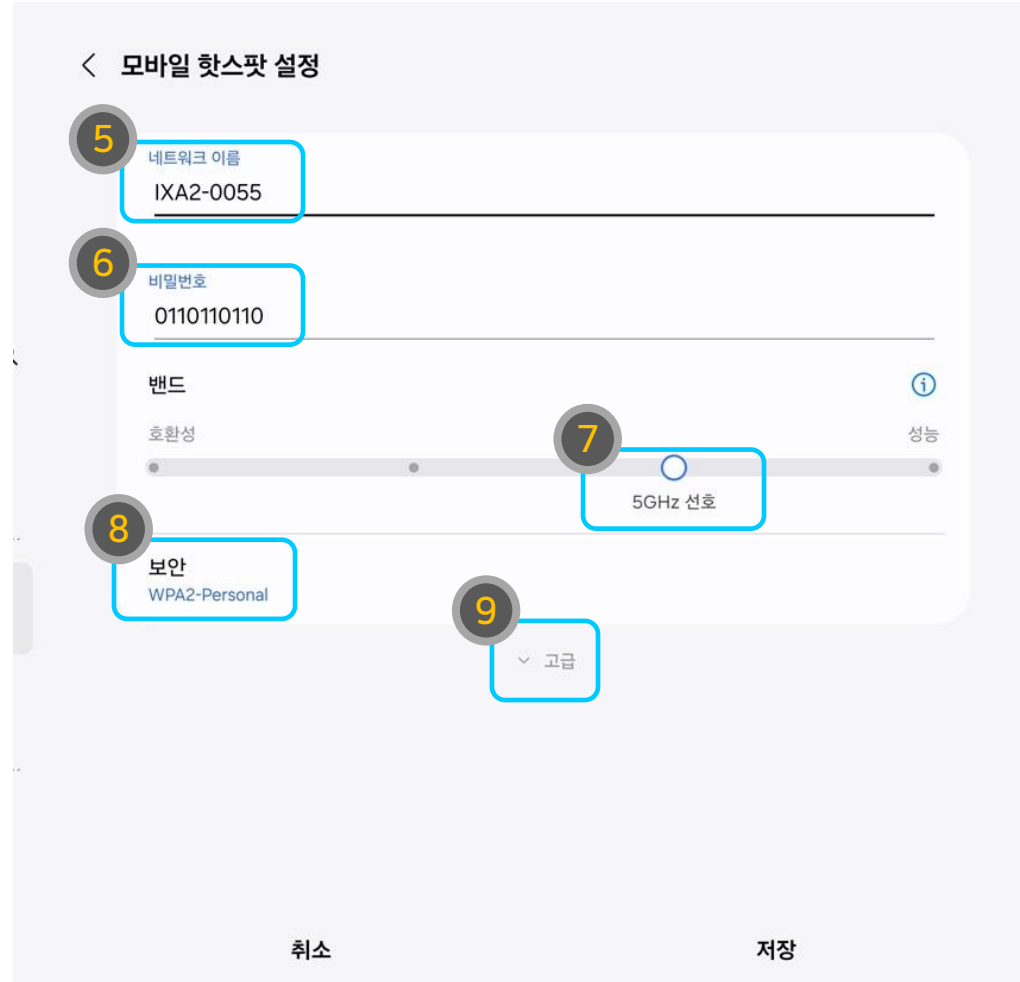 모바일 핫스팟 설정
5
네트워크 이름
IXA2-0055
6
비밀번호
0110110110
밴드
호환성
성능
7
5GHz 선호
8
보안
WPA2-Personal
9
고급
취소
저장